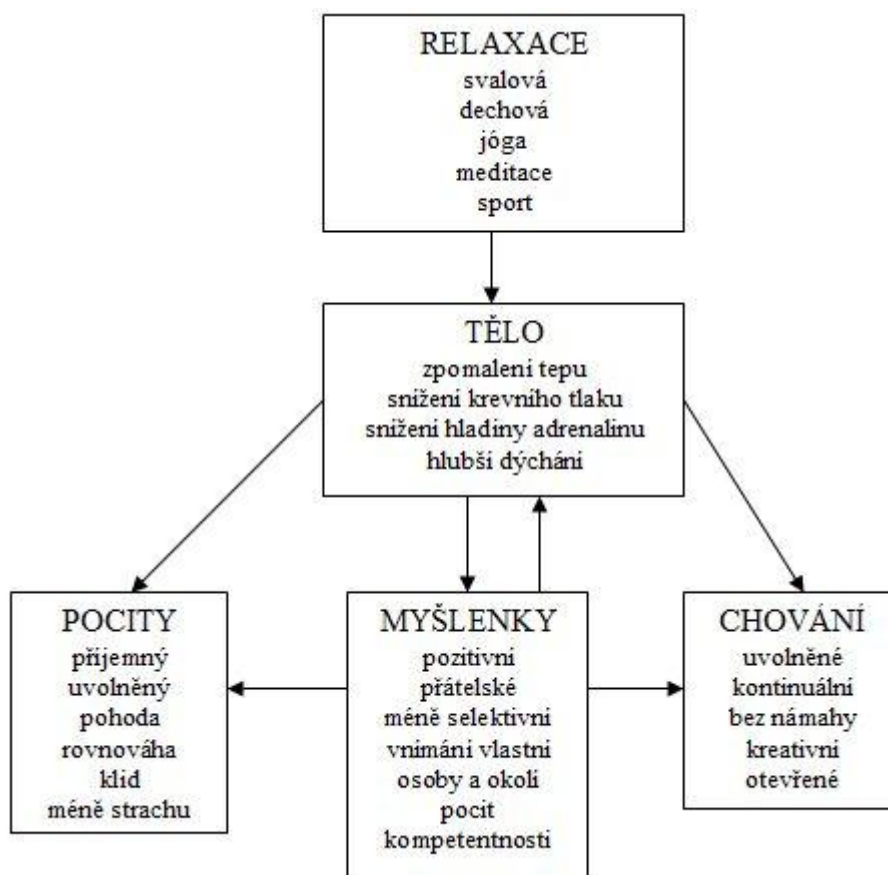 RELAXACE
svalová
dechová
jóga
meditace
sport
TĚLO
zpomalení tepu
snížení krevního tlaku
snížení hladiny adrenalinu
hlubší dýchání
POCITY
příjemný
uvolněný
pohoda
rovnováha
klid
méně strachu
MYŠLENKY
pozitivní
přátelské
méně selektivní
vnímání vlastní
osoby a okolí
pocit
kompetentnosti
CHOVÁNÍ
uvolněné
kontinuální
bez námahy
kreativní
otevřené